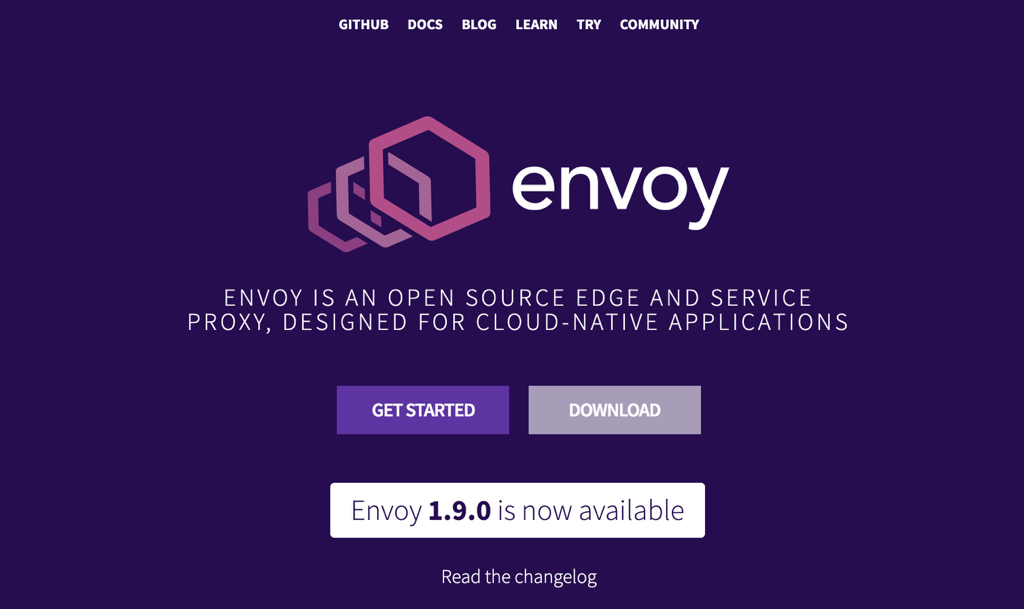 GITHUB DOCS BLOG LEARN TRY COMMUNITY
envoy
ENVOY IS AN OPEN SOURCE EDGE AND SERVICE
PROXY, DESIGNED FOR CLOUD-NATIVE APPLICATIONS
GET STARTED DOWNLOAD
Envoy 1.9.0 is now available
Read the changelog